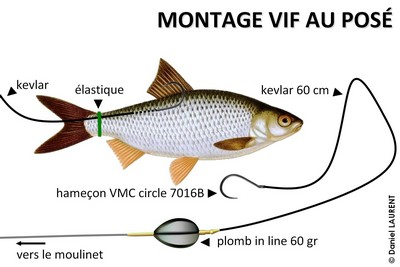 MONTAGE VIF AU POSÉ
kevlar
élastique
kevlar 60 cm
hameçon VMC circle 7016B
plomb in line 60 gr
vers le moulinet
© Daniel LAURENT